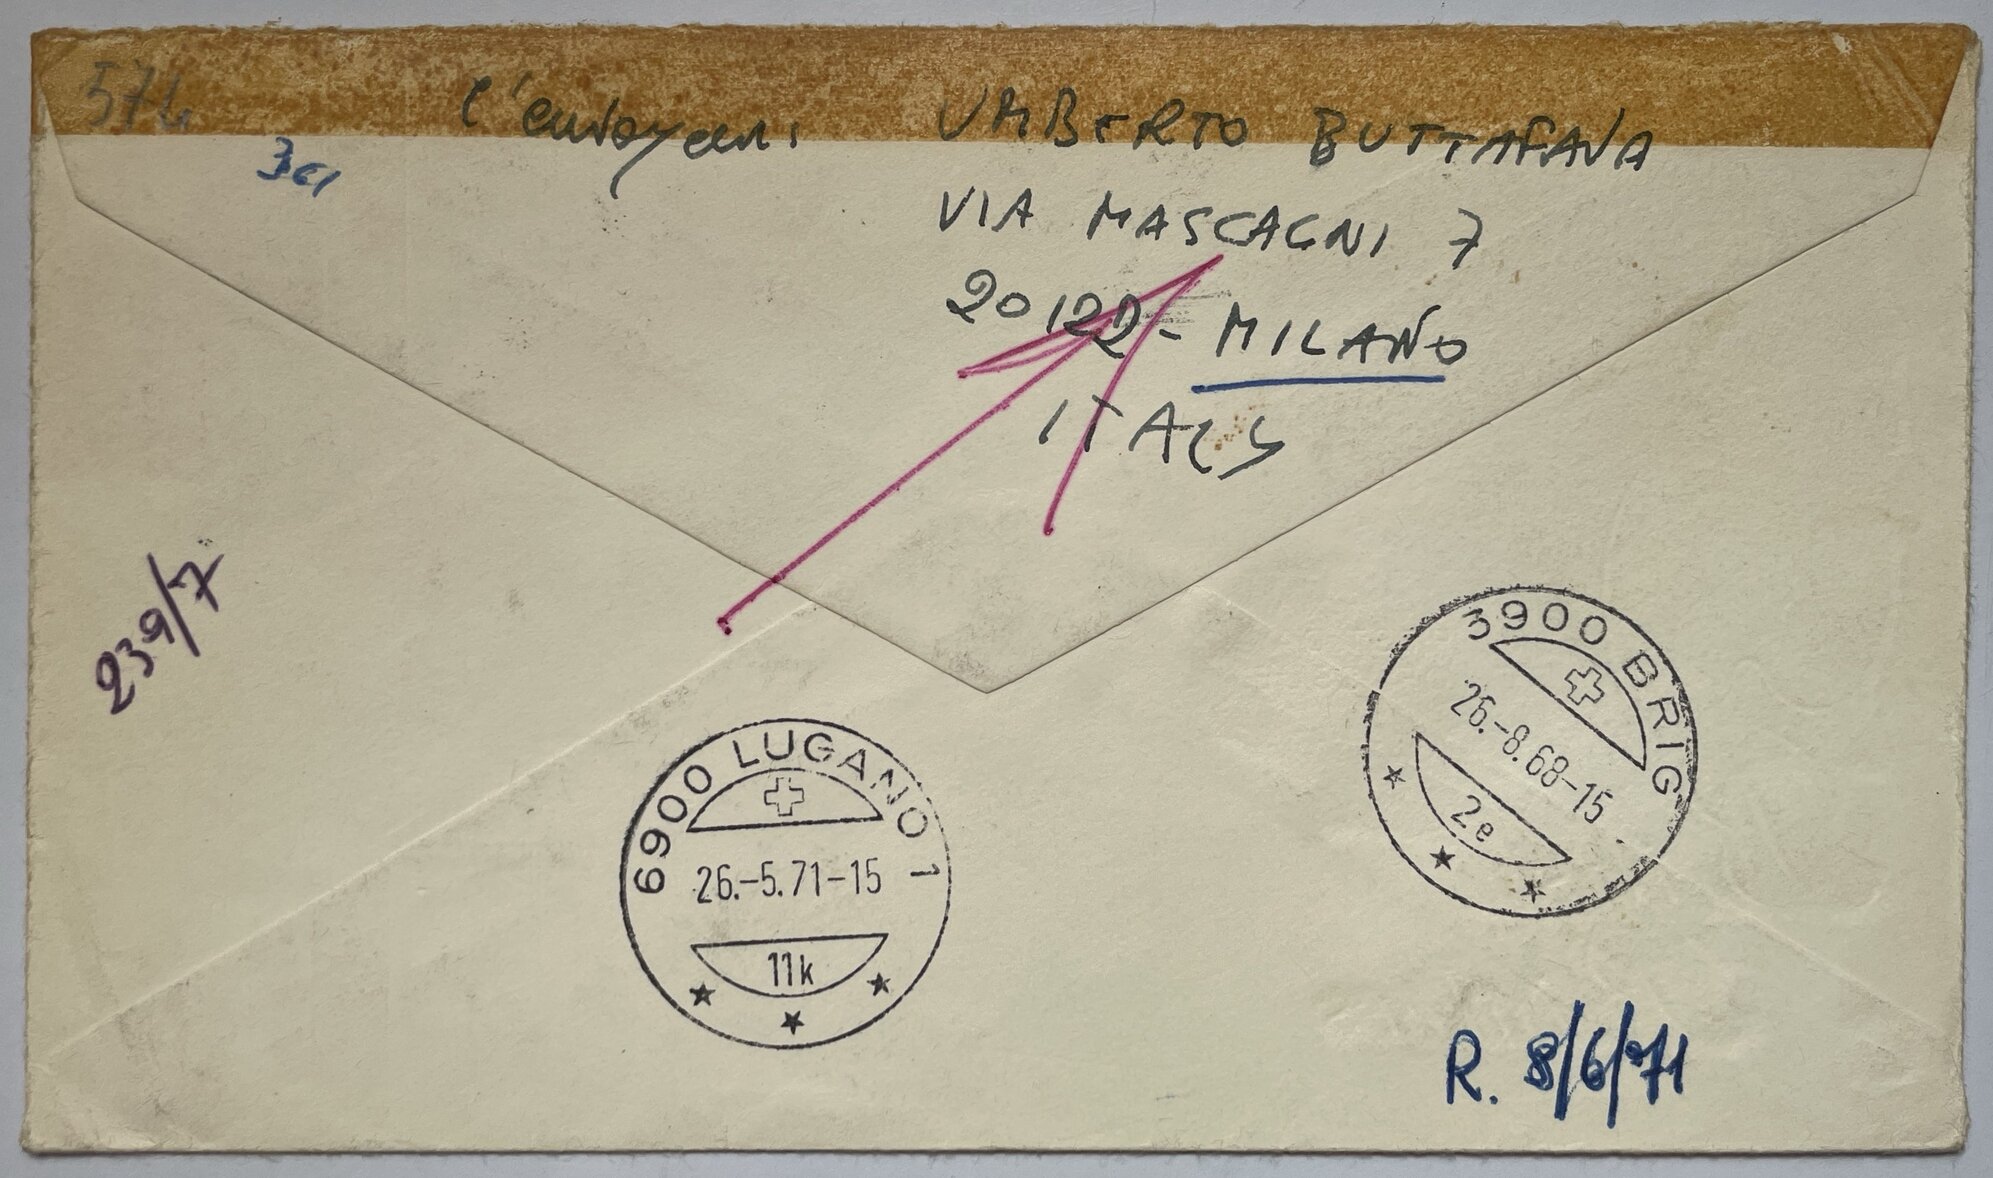 574
361
l'envoyeur: UMBERTO BUTTAFAVA
VIA MASCAGNI 7
20122 - MILANO
ITALY
239/7
3900 BRIG
26.-8.68-15
2e
6900 LUGANO 1
26.-5.71-15
11k
R. 8/6/71